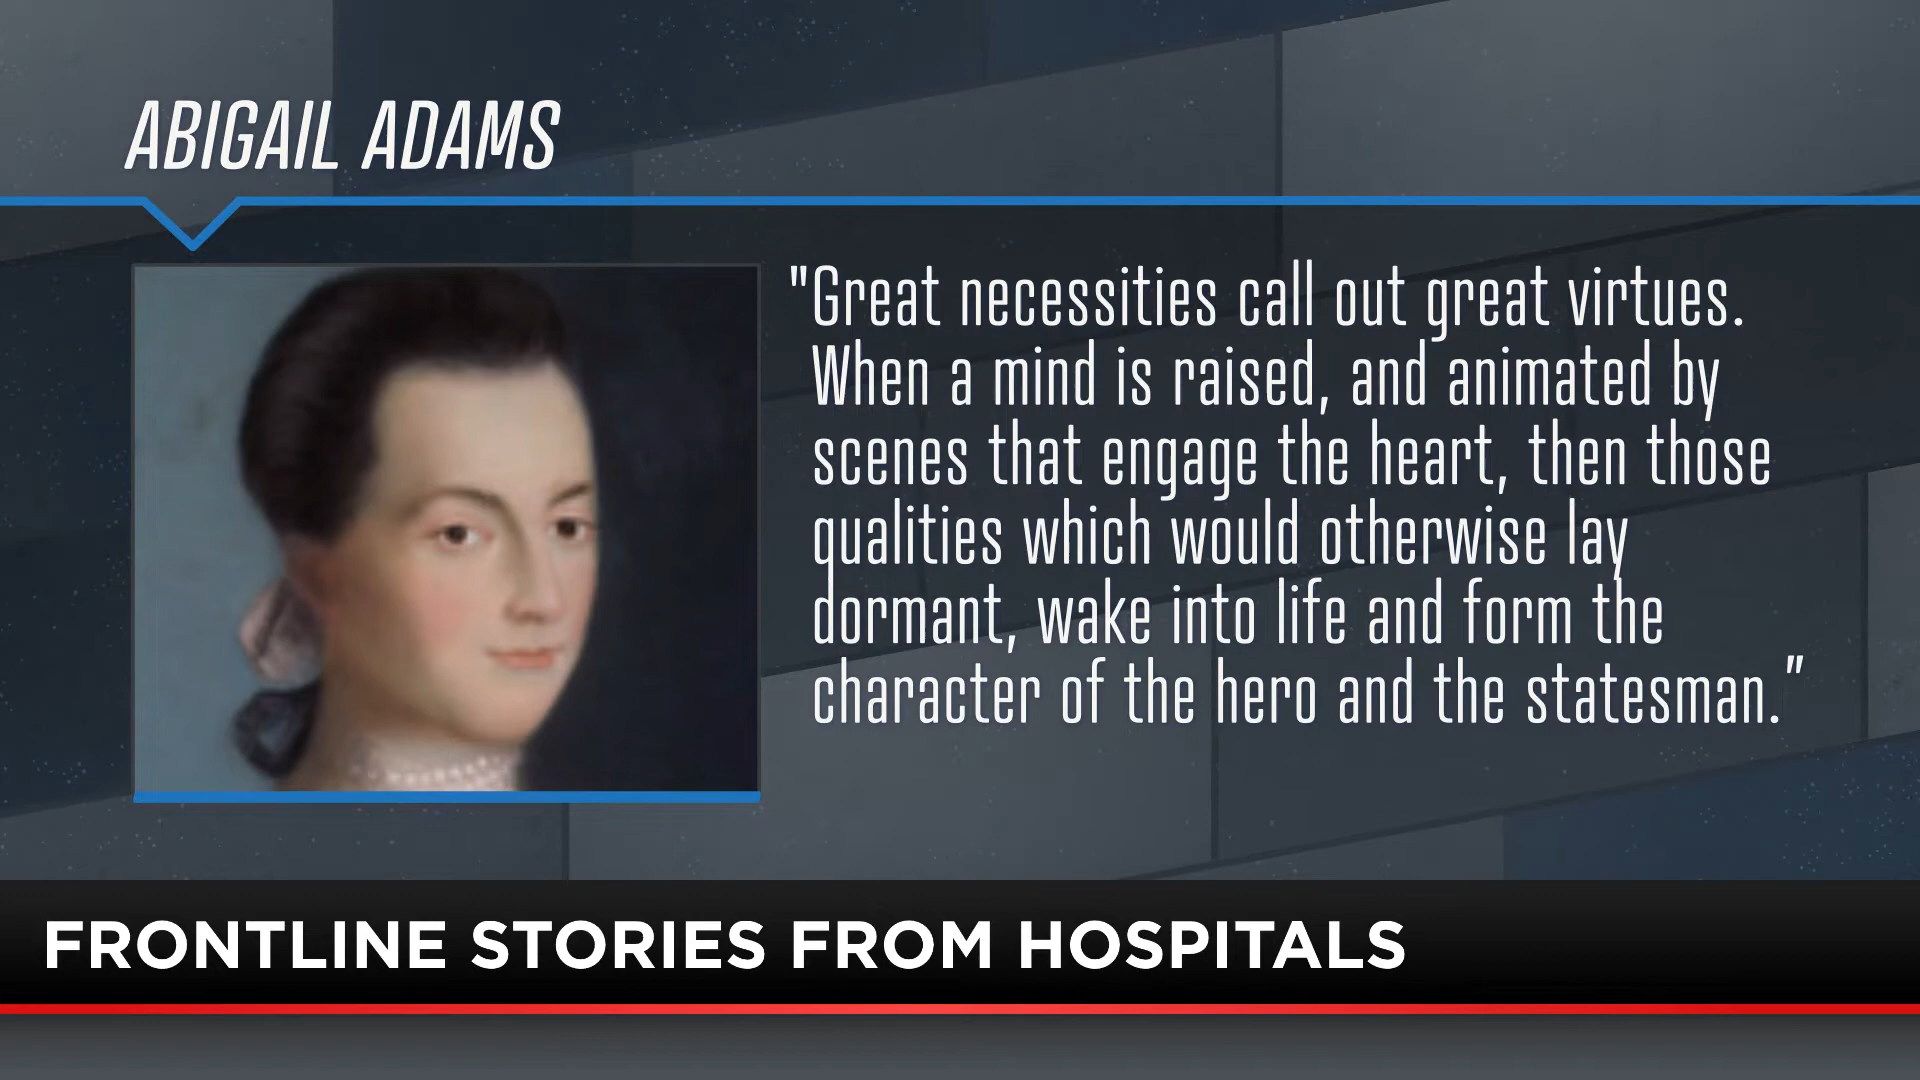 ABIGAIL ADAMS
"Great necessities call out great virtues.
When a mind is raised, and animated by
scenes that engage the heart, then those
qualities which would otherwise lay
dormant, wake into life and form the
character of the hero and the statesman."
FRONTLINE STORIES FROM HOSPITALS